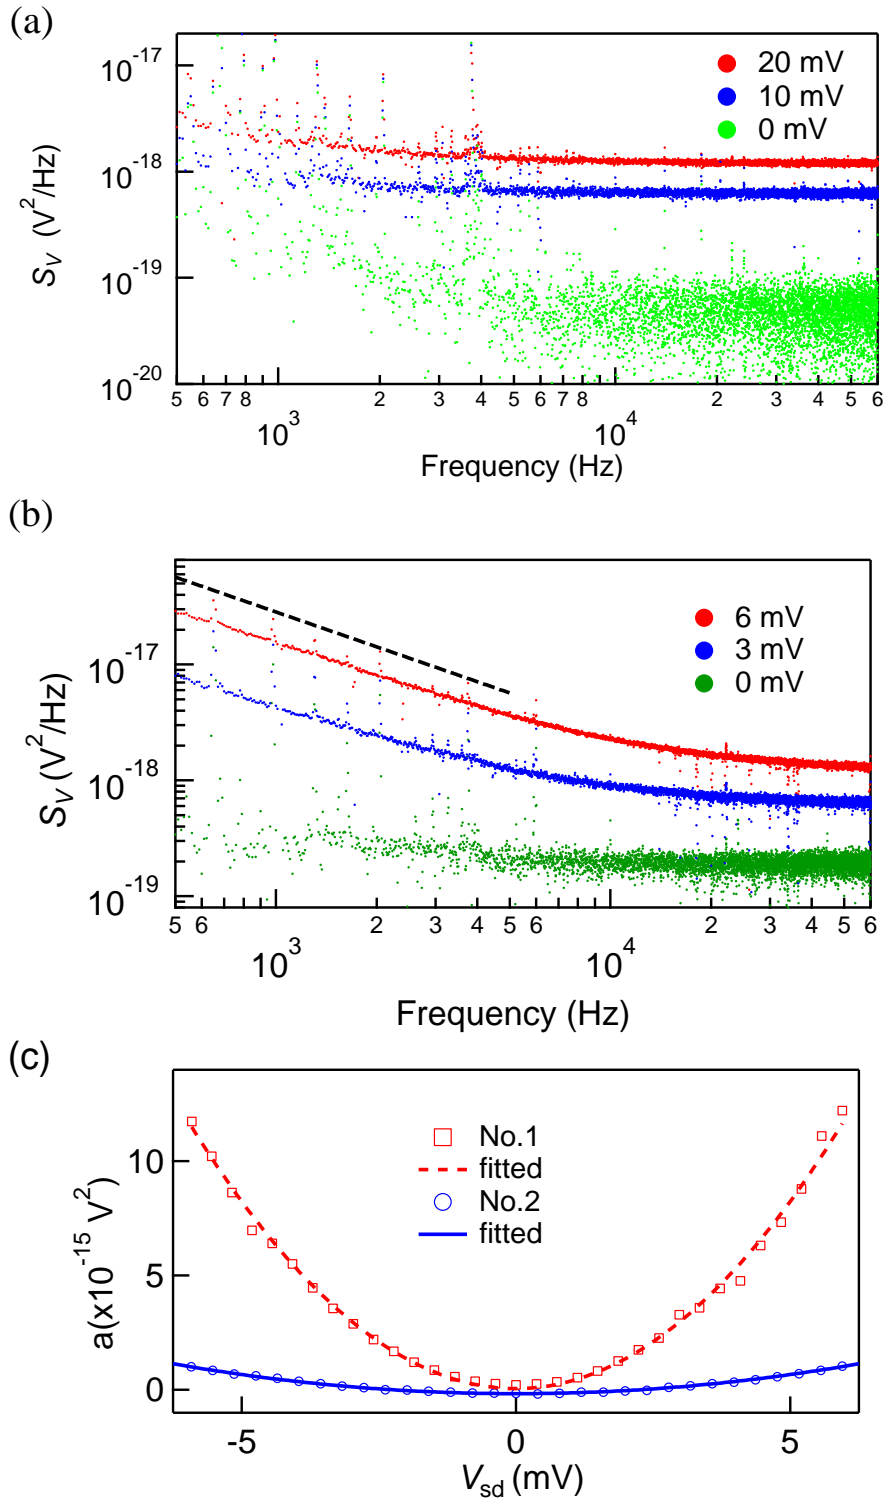 (a)
10^-17
10^-18
10^-19
10^-20
S_V (V^2/Hz)
20 mV
10 mV
0 mV
5 6 7 8 2 3 4 5 6 7 8 2 3 4 5 6
10^3 10^4
Frequency (Hz)
(b)
10^-17
10^-18
10^-19
S_V (V^2/Hz)
6 mV
3 mV
0 mV
5 6 2 3 4 5 6 2 3 4 5 6
10^3 10^4
Frequency (Hz)
(c)
10
5
0
a(x10^-15 V^2)
No.1
fitted
No.2
fitted
-5 0 5
V_sd (mV)